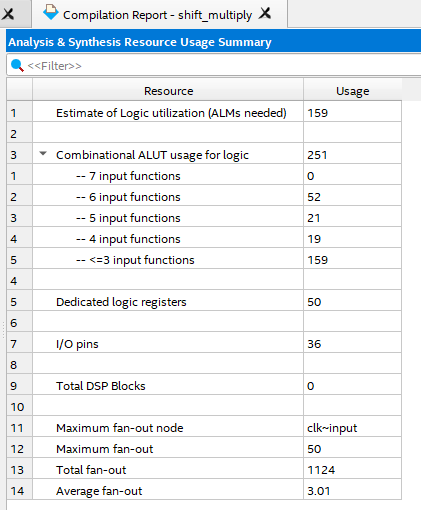 Compilation Report - shift_multiply
Analysis & Synthesis Resource Usage Summary
<<Filter>>
Resource Usage
1 Estimate of Logic utilization (ALMs needed) 159
2
3 Combinational ALUT usage for logic 251
1 -- 7 input functions 0
2 -- 6 input functions 52
3 -- 5 input functions 21
4 -- 4 input functions 19
5 -- <=3 input functions 159
4
5 Dedicated logic registers 50
6
7 I/O pins 36
8
9 Total DSP Blocks 0
10
11 Maximum fan-out node clk~input
12 Maximum fan-out 50
13 Total fan-out 1124
14 Average fan-out 3.01